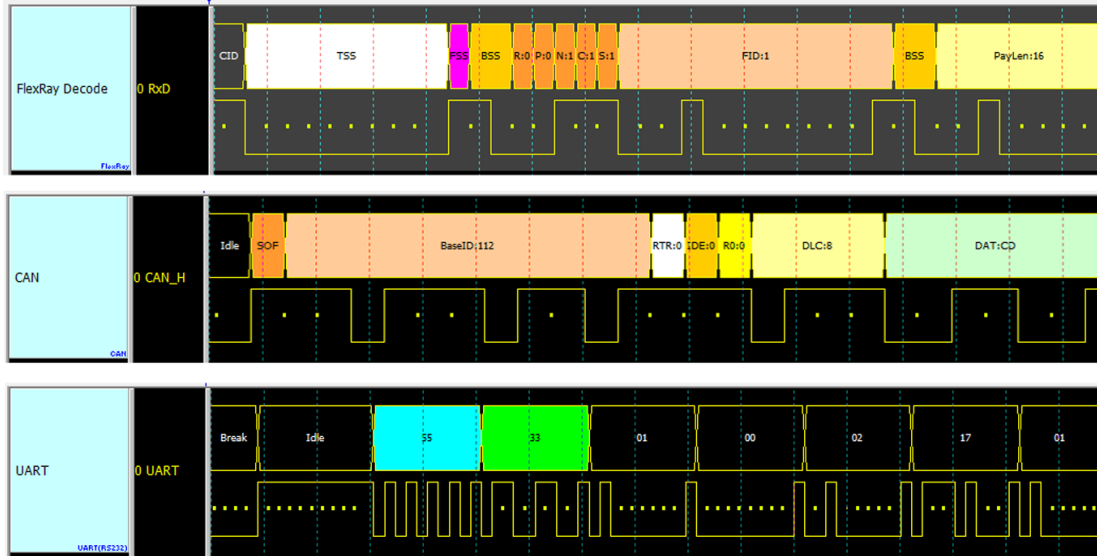 CID TSS FSS BSS R:0 P:0 N:1 C:1 S:1 FID:1 BSS PayLen:16
FlexRay Decode 0 RxD
FlexRay
Idle SOF BaseID:112 RTR:0 IDE:0 R0:0 DLC:8 DAT:CD
CAN 0 CAN_H
CAN
Break Idle 55 33 01 00 02 17 01
UART 0 UART
UART(RS232)